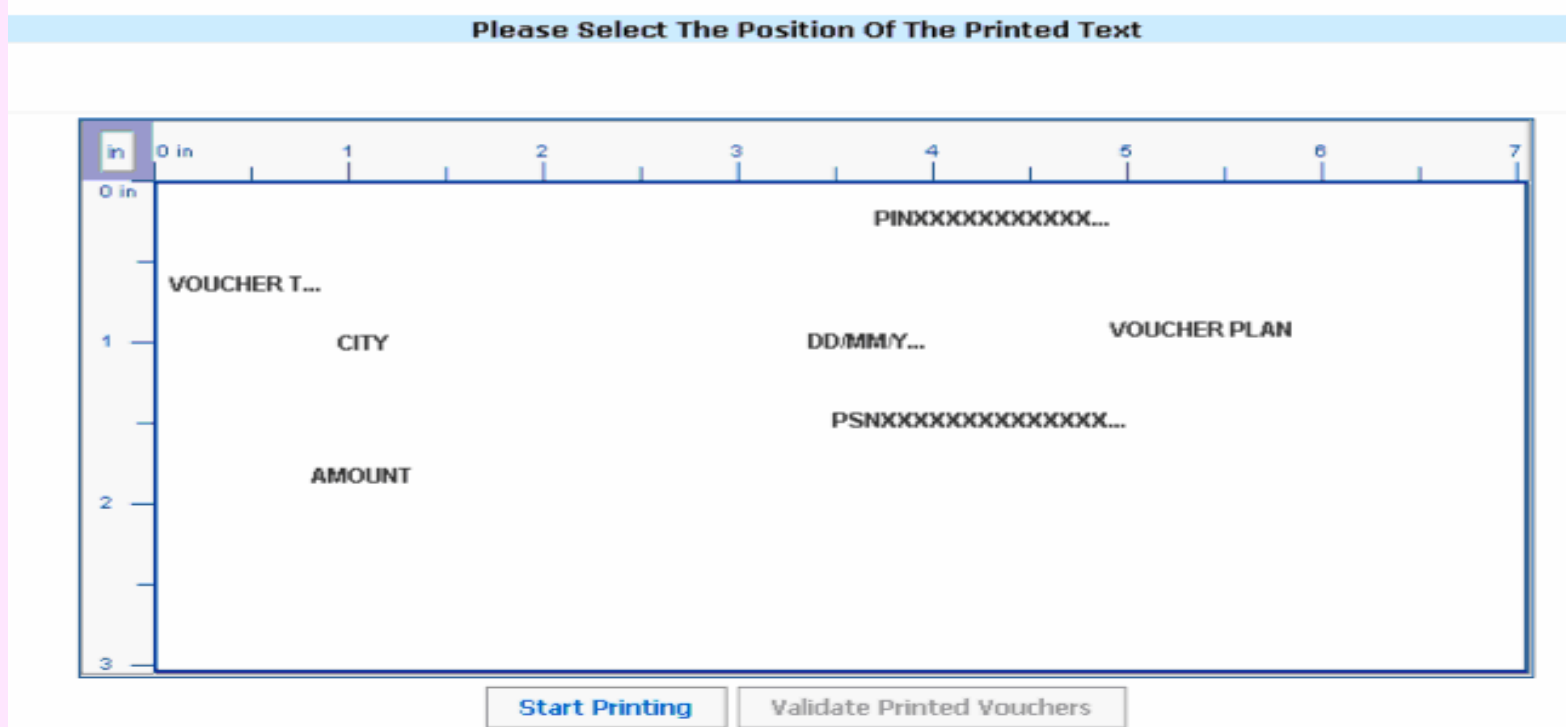 Please Select The Position Of The Printed Text
in 0 in 1 2 3 4 5 6 7
0 in
PINXXXXXXXXXXX...
VOUCHER T...
1 CITY DD/MM/Y... VOUCHER PLAN
PSNXXXXXXXXXXXXXX...
AMOUNT
2
3
Start Printing Validate Printed Vouchers